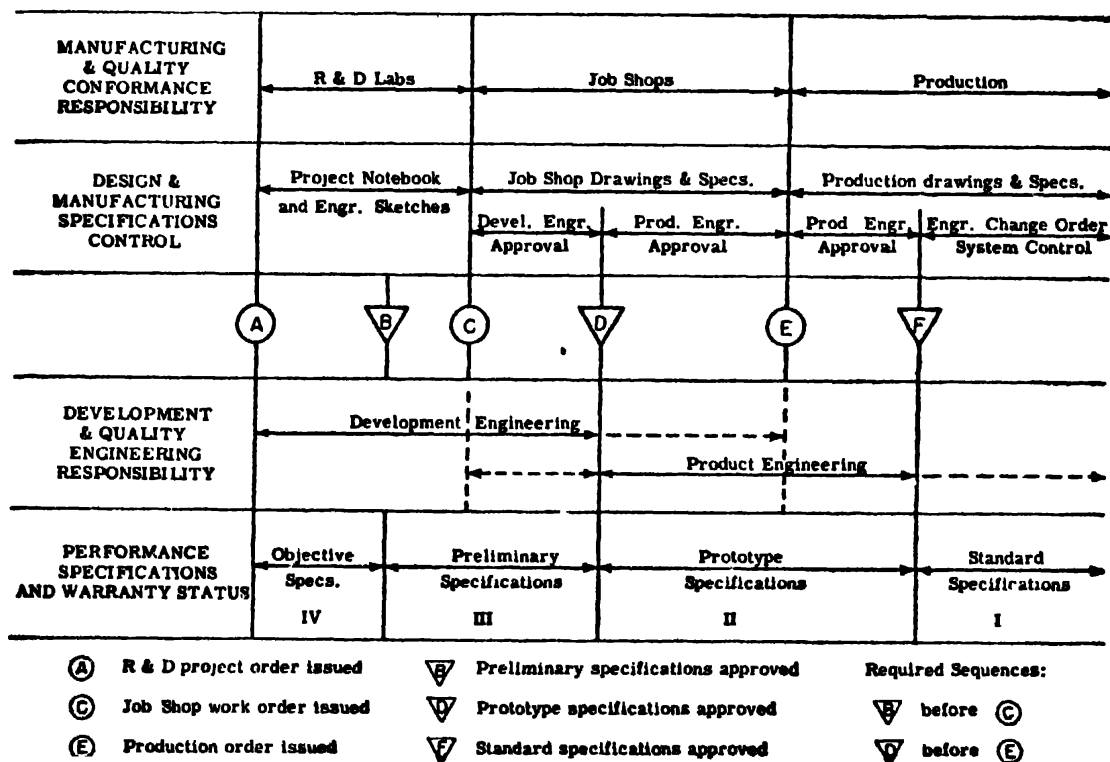 MANUFACTURING
& QUALITY
CONFORMANCE
RESPONSIBILITY
R & D Labs
Job Shops
Production
DESIGN &
MANUFACTURING
SPECIFICATIONS
CONTROL
Project Notebook
and Engr. Sketches
Job Shop Drawings & Specs.
Devel. Engr.
Approval
Prod. Engr.
Approval
Production drawings & Specs.
Prod Engr.
Approval
Engr. Change Order
System Control
A
B
C
D
E
F
DEVELOPMENT
& QUALITY
ENGINEERING
RESPONSIBILITY
Development Engineering
Product Engineering
PERFORMANCE
SPECIFICATIONS
AND WARRANTY STATUS
Objective
Specs.
IV
Preliminary
Specifications
III
Prototype
Specifications
II
Standard
Specifications
I
A R & D project order issued
C Job Shop work order issued
E Production order issued
B Preliminary specifications approved
D Prototype specifications approved
F Standard specifications approved
Required Sequences:
B before C
D before E